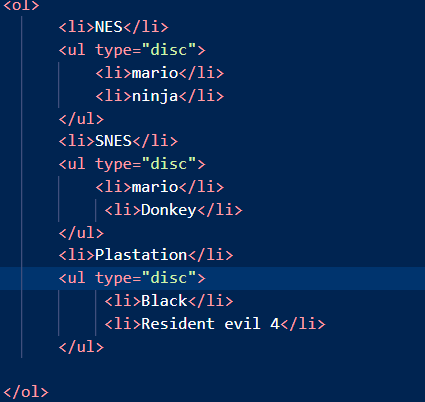 <ol>
<li>NES</li>
<ul type="disc">
<li>mario</li>
<li>ninja</li>
</ul>
<li>SNES</li>
<ul type="disc">
<li>mario</li>
<li>Donkey</li>
</ul>
<li>Plastation</li>
<ul type="disc">
<li>Black</li>
<li>Resident evil 4</li>
</ul>
</ol>